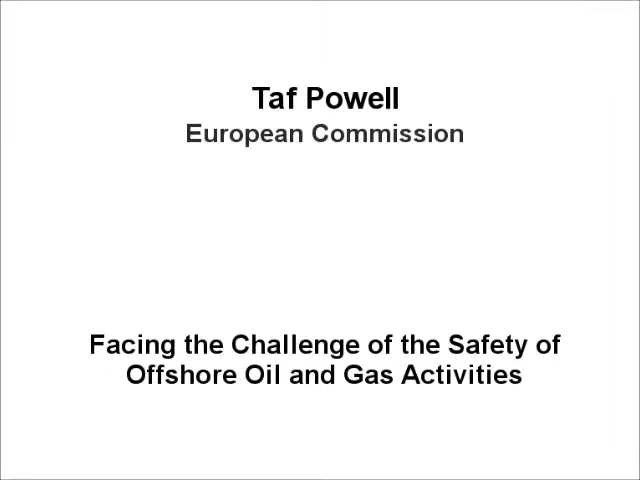 Taf Powell
European Commission
Facing the Challenge of the Safety of
Offshore Oil and Gas Activities